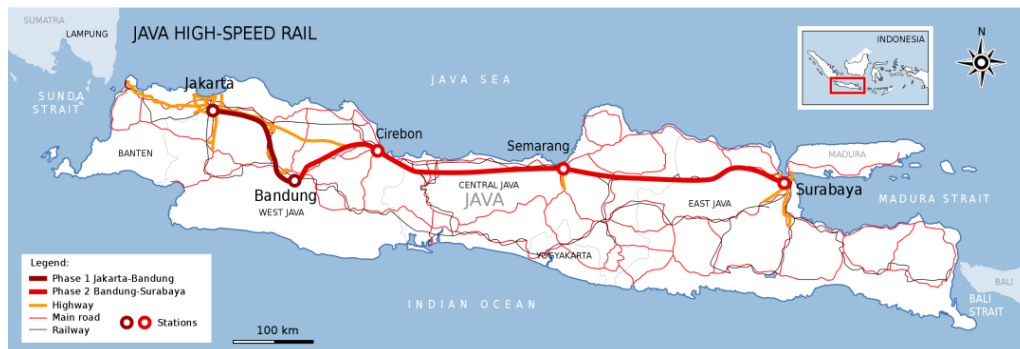 SUMATRA
LAMPUNG
JAVA HIGH-SPEED RAIL
INDONESIA
N
JAVA SEA
SUNDA
STRAIT
Jakarta
Cirebon
Semarang
BANTEN
MADURA
Bandung
WEST JAVA
CENTRAL JAVA
JAVA
EAST JAVA
Surabaya
MADURA STRAIT
YOGYAKARTA
Legend:
Phase 1 Jakarta-Bandung
Phase 2 Bandung-Surabaya
Highway
Main road
Railway
Stations
100 km
INDIAN OCEAN
BALI
BALI
STRAIT